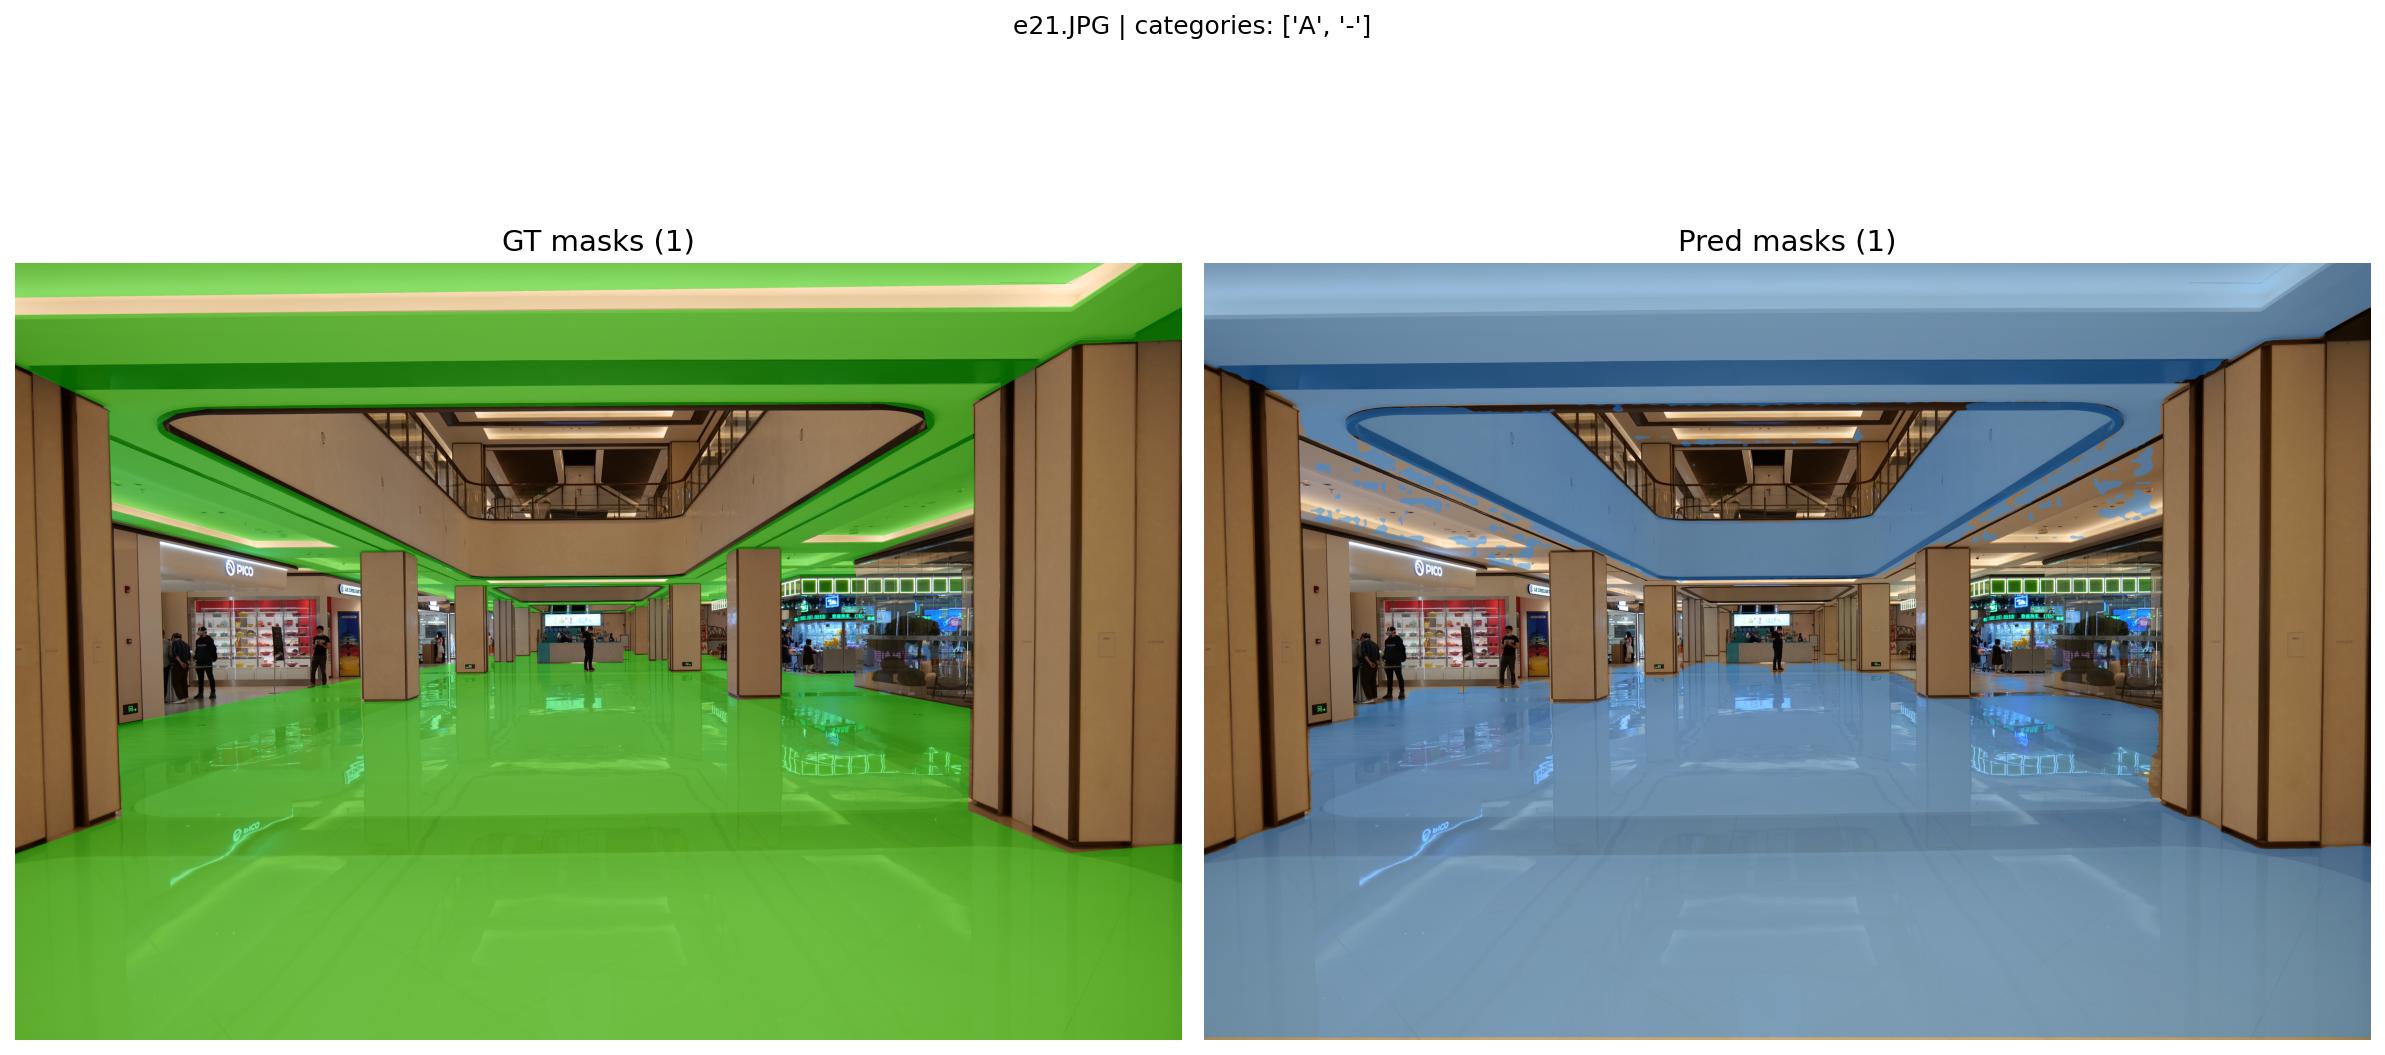 e21.JPG | categories: ['A', '-']
GT masks (1)
Pred masks (1)
PICO
PICO